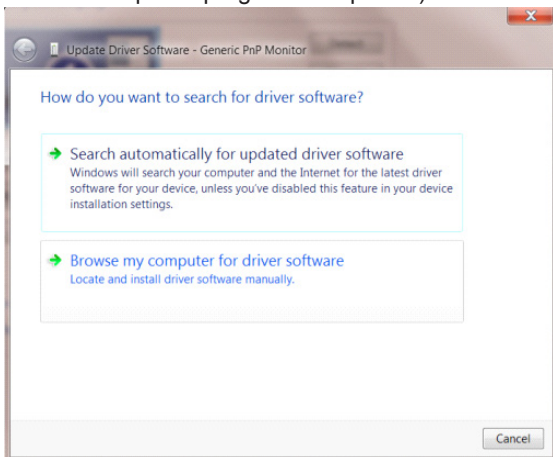 Update Driver Software - Generic PnP Monitor
How do you want to search for driver software?
Search automatically for updated driver software
Windows will search your computer and the Internet for the latest driver
software for your device, unless you've disabled this feature in your device
installation settings.
Browse my computer for driver software
Locate and install driver software manually.
Cancel